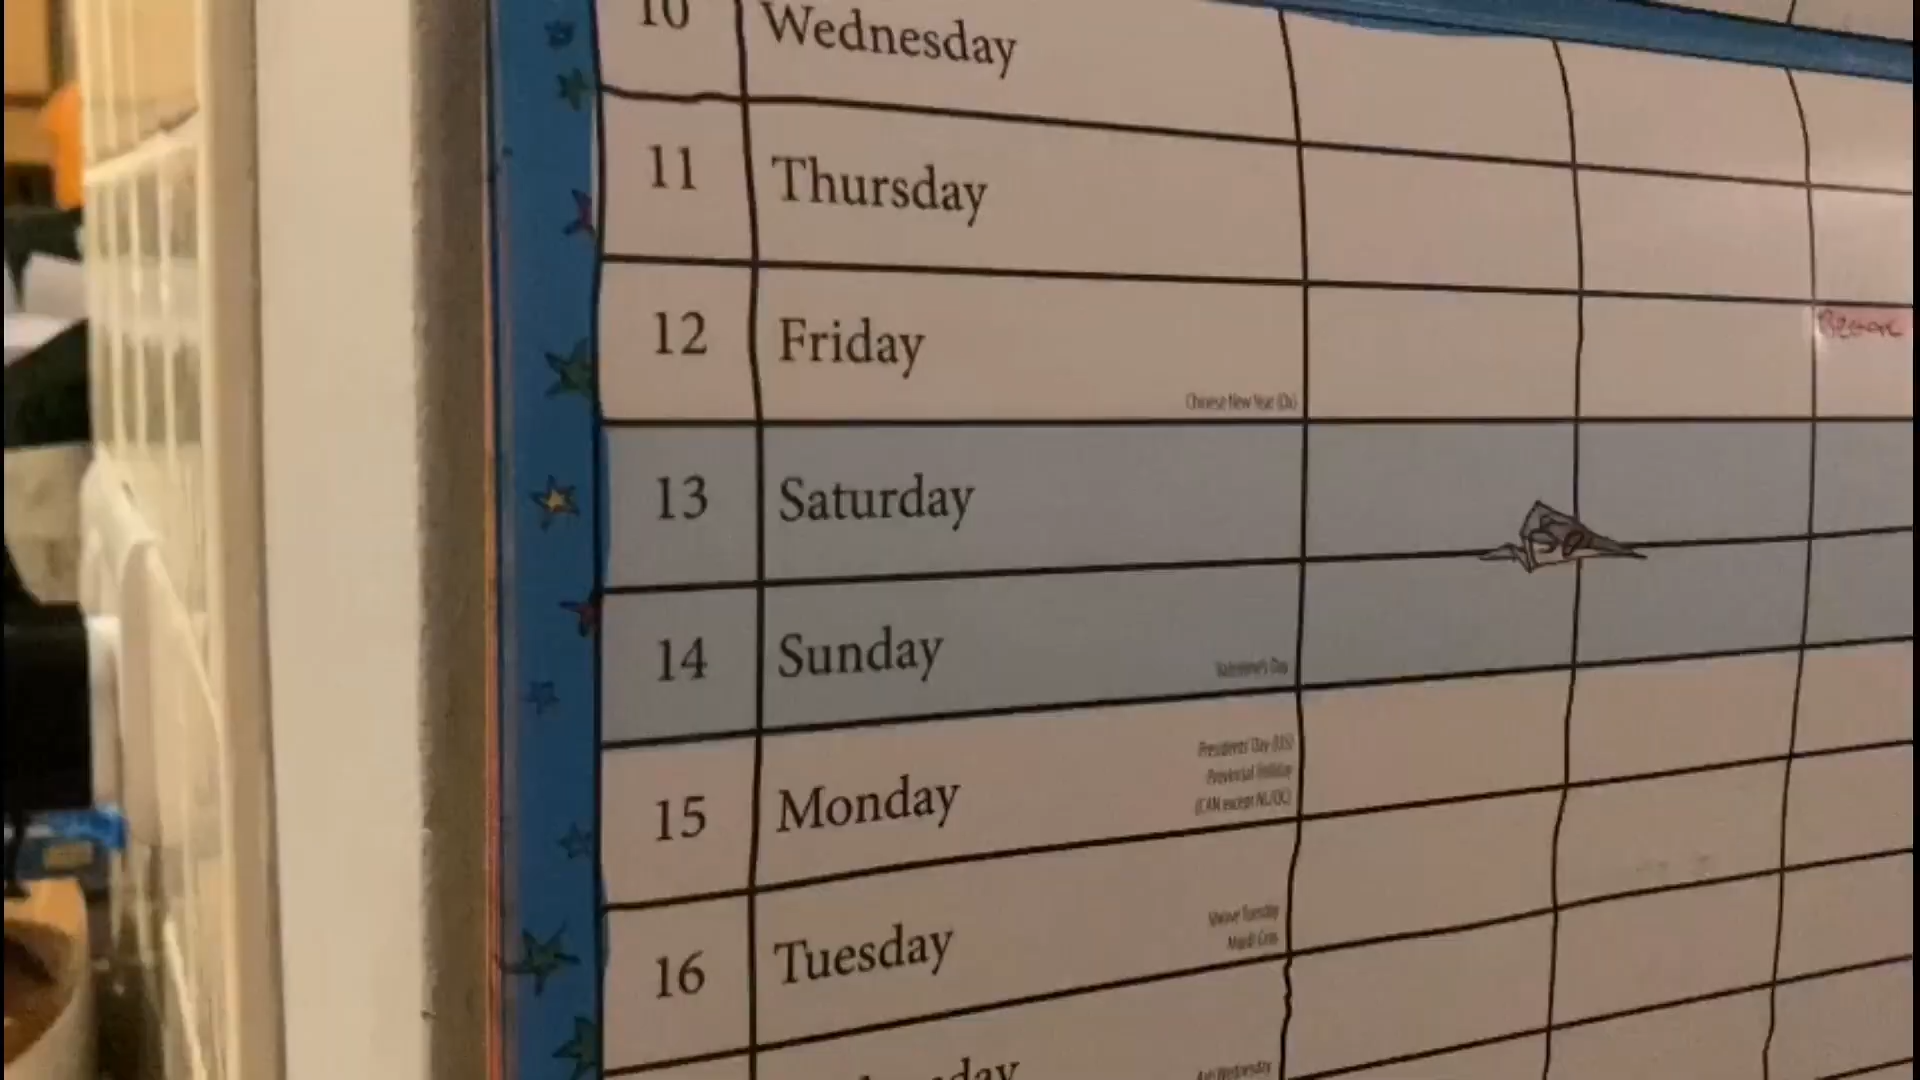 10 Wednesday
11 Thursday
12 Friday
Chinese New Year (Ox)
13 Saturday
14 Sunday
Valentine's Day
Presidents' Day (US)
Provincial Holiday
(CAN except NL/QC)
15 Monday
Shrove Tuesday
Mardi Gras
16 Tuesday
Ash Wednesday